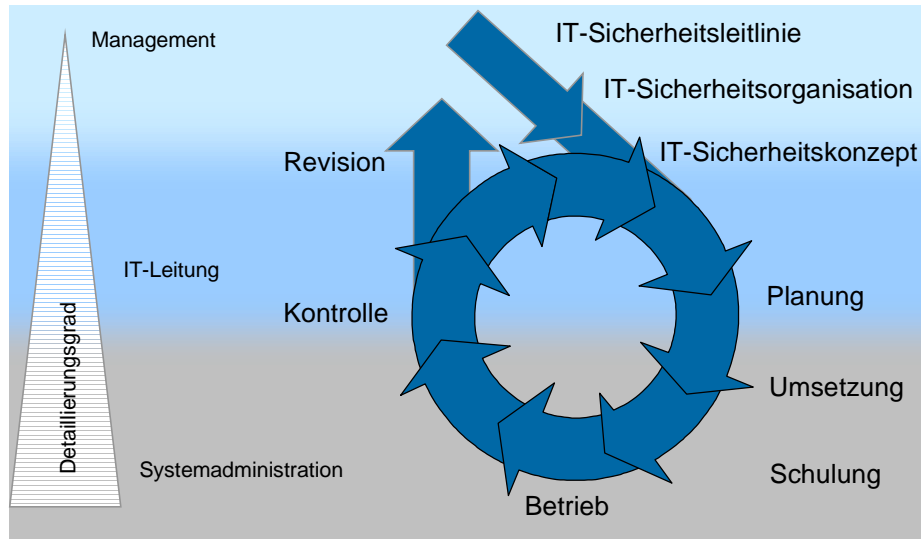 Management
IT-Sicherheitsleitlinie
IT-Sicherheitsorganisation
IT-Sicherheitskonzept
Revision
IT-Leitung
Kontrolle
Planung
Detaillierungsgrad
Umsetzung
Systemadministration
Schulung
Betrieb